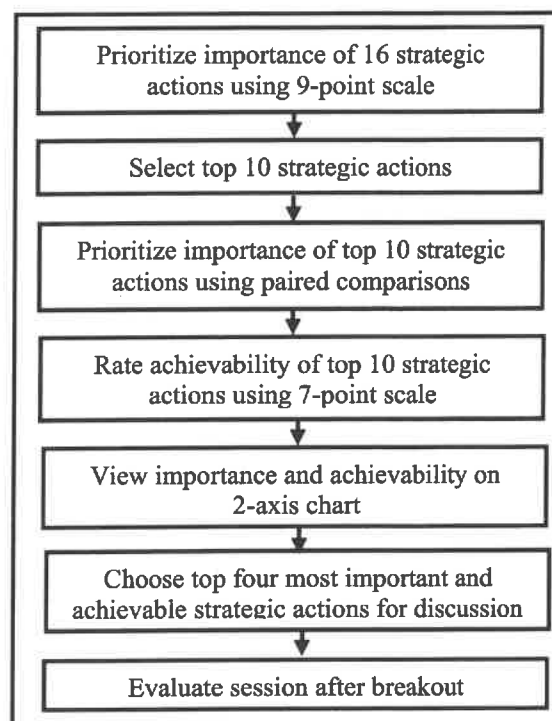 Prioritize importance of 16 strategic
actions using 9-point scale
Select top 10 strategic actions
Prioritize importance of top 10 strategic
actions using paired comparisons
Rate achievability of top 10 strategic
actions using 7-point scale
View importance and achievability on
2-axis chart
Choose top four most important and
achievable strategic actions for discussion
Evaluate session after breakout